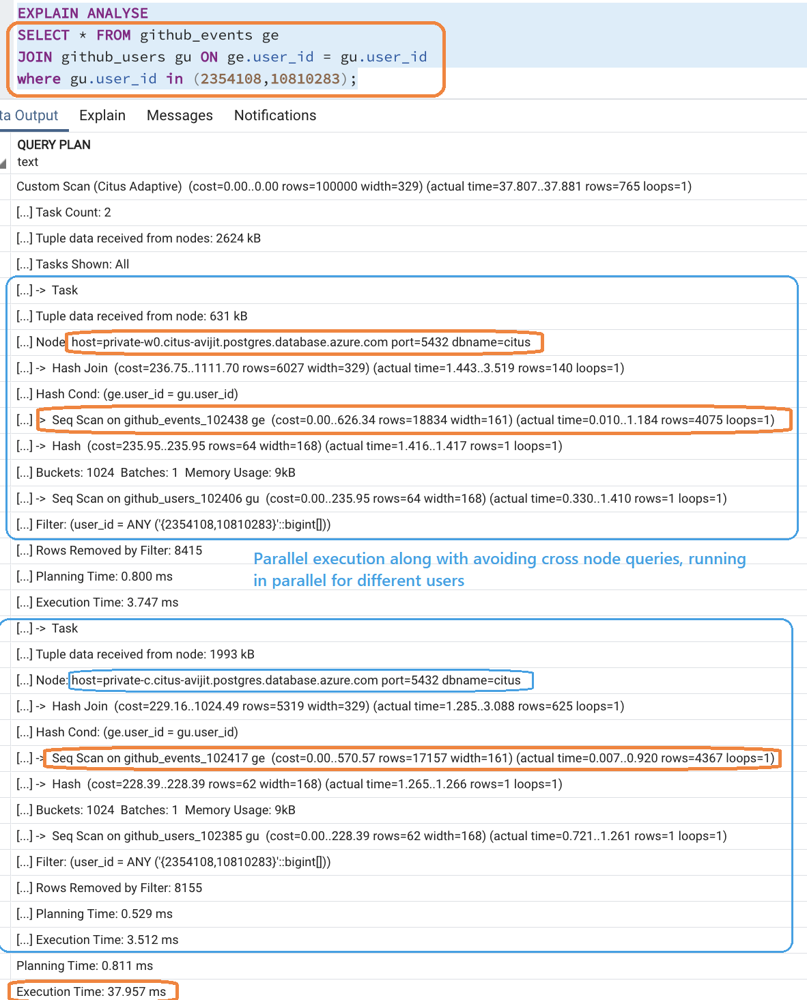 EXPLAIN ANALYSE
SELECT * FROM github_events ge
JOIN github_users gu ON ge.user_id = gu.user_id
where gu.user_id in (2354108,10810283);
ta Output Explain Messages Notifications
QUERY PLAN
text
Custom Scan (Citus Adaptive) (cost=0.00..0.00 rows=100000 width=329) (actual time=37.807..37.881 rows=765 loops=1)
[...] Task Count: 2
[...] Tuple data received from nodes: 2624 kB
[...] Tasks Shown: All
[...] -> Task
[...] Tuple data received from node: 631 kB
[...] Node host=private-w0.citus-avijit.postgres.database.azure.com port=5432 dbname=citus
[...] -> Hash Join (cost=236.75..1111.70 rows=6027 width=329) (actual time=1.443..3.519 rows=140 loops=1)
[...] Hash Cond: (ge.user_id = gu.user_id)
[...] > Seq Scan on github_events_102438 ge (cost=0.00..626.34 rows=18834 width=161) (actual time=0.010..1.184 rows=4075 loops=1)
[...] -> Hash (cost=235.95..235.95 rows=64 width=168) (actual time=1.416..1.417 rows=1 loops=1)
[...] Buckets: 1024 Batches: 1 Memory Usage: 9kB
[...] -> Seq Scan on github_users_102406 gu (cost=0.00..235.95 rows=64 width=168) (actual time=0.330..1.410 rows=1 loops=1)
[...] Filter: (user_id = ANY ('{2354108,10810283}'::bigint[]))
[...] Rows Removed by Filter: 8415
Parallel execution along with avoiding cross node queries, running
[...] Planning Time: 0.800 ms
in parallel for different users
[...] Execution Time: 3.747 ms
[...] -> Task
[...] Tuple data received from node: 1993 kB
[...] Node: host=private-c.citus-avijit.postgres.database.azure.com port=5432 dbname=citus
[...] -> Hash Join (cost=229.16..1024.49 rows=5319 width=329) (actual time=1.285..3.088 rows=625 loops=1)
[...] Hash Cond: (ge.user_id = gu.user_id)
[...] -> Seq Scan on github_events_102417 ge (cost=0.00..570.57 rows=17157 width=161) (actual time=0.007..0.920 rows=4367 loops=1)
[...] -> Hash (cost=228.39..228.39 rows=62 width=168) (actual time=1.265..1.266 rows=1 loops=1)
[...] Buckets: 1024 Batches: 1 Memory Usage: 9kB
[...] -> Seq Scan on github_users_102385 gu (cost=0.00..228.39 rows=62 width=168) (actual time=0.721..1.261 rows=1 loops=1)
[...] Filter: (user_id = ANY ('{2354108,10810283}'::bigint[]))
[...] Rows Removed by Filter: 8155
[...] Planning Time: 0.529 ms
[...] Execution Time: 3.512 ms
Planning Time: 0.811 ms
Execution Time: 37.957 ms